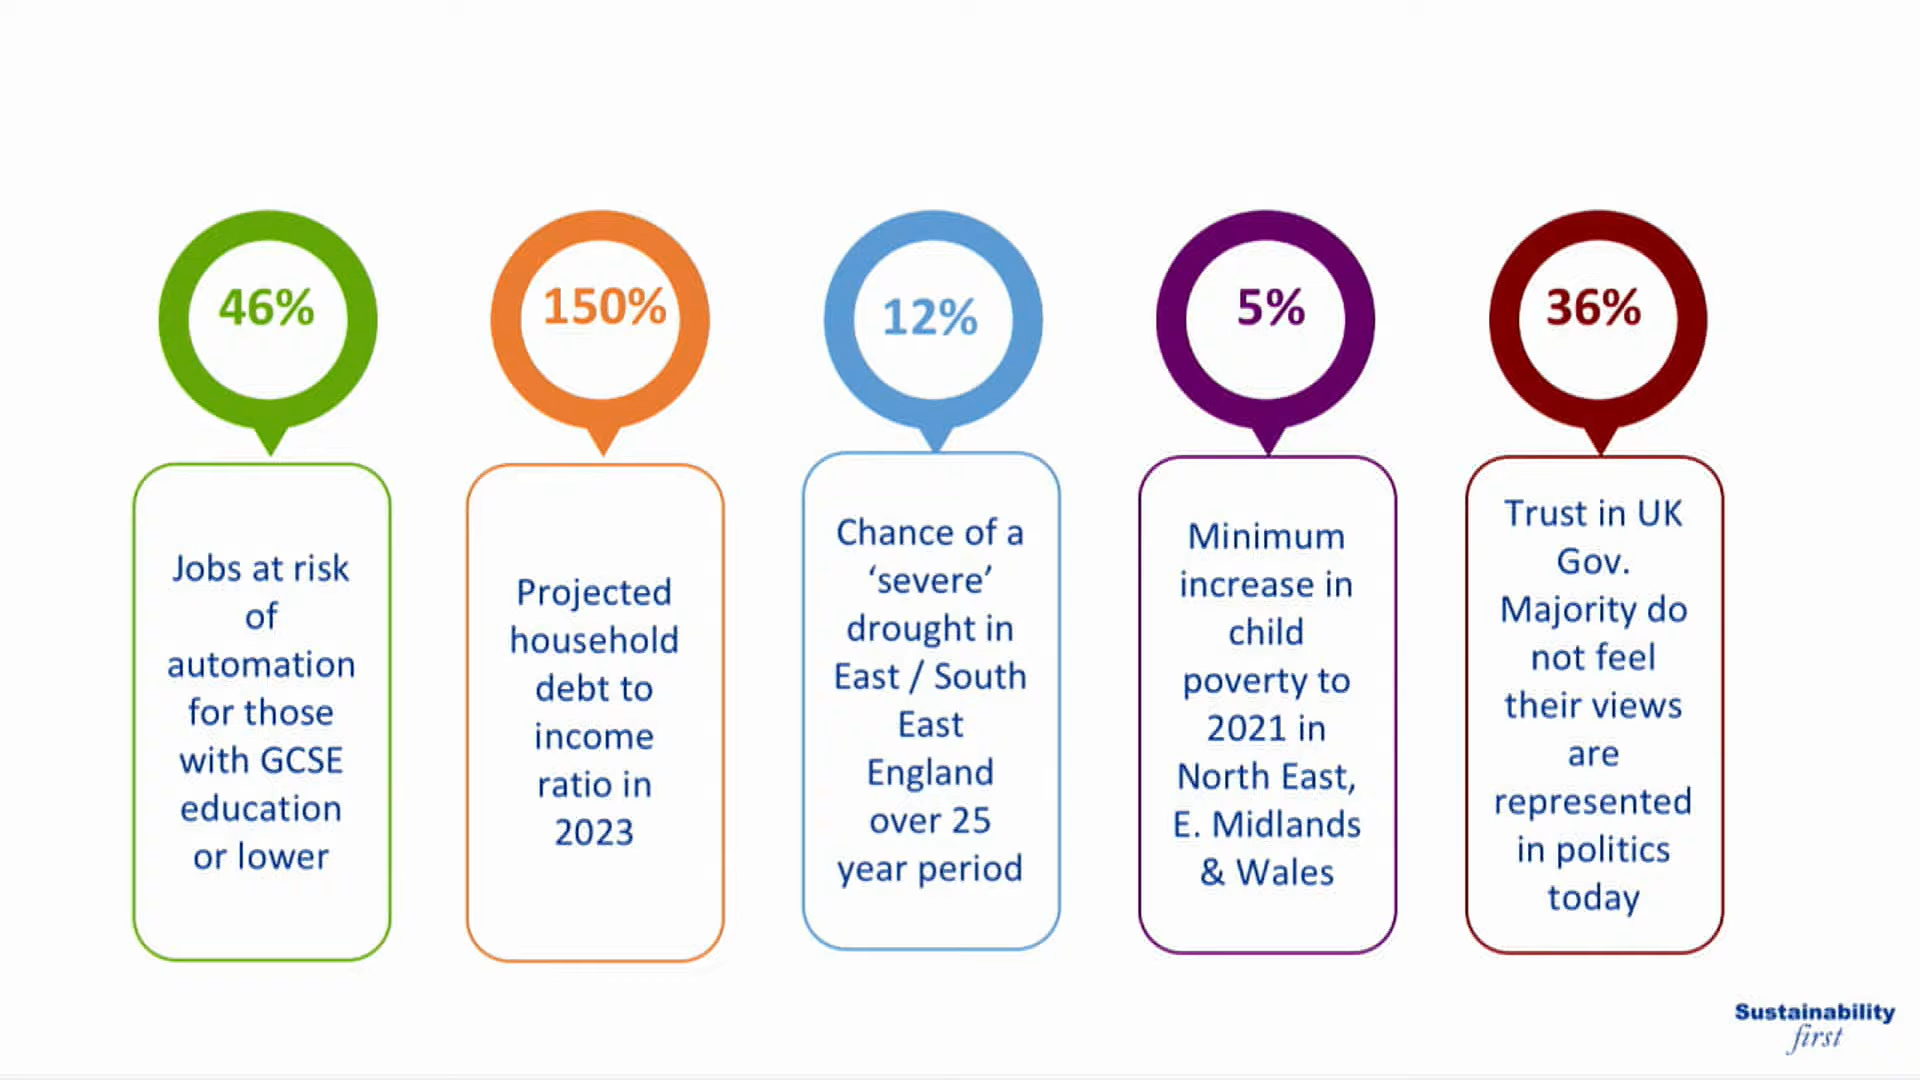 46%
Jobs at risk
of
automation
for those
with GCSE
education
or lower
150%
Projected
household
debt to
income
ratio in
2023
12%
Chance of a
‘severe’
drought in
East / South
East
England
over 25
year period
5%
Minimum
increase in
child
poverty to
2021 in
North East,
E. Midlands
& Wales
36%
Trust in UK
Gov.
Majority do
not feel
their views
are
represented
in politics
today
Sustainability
first